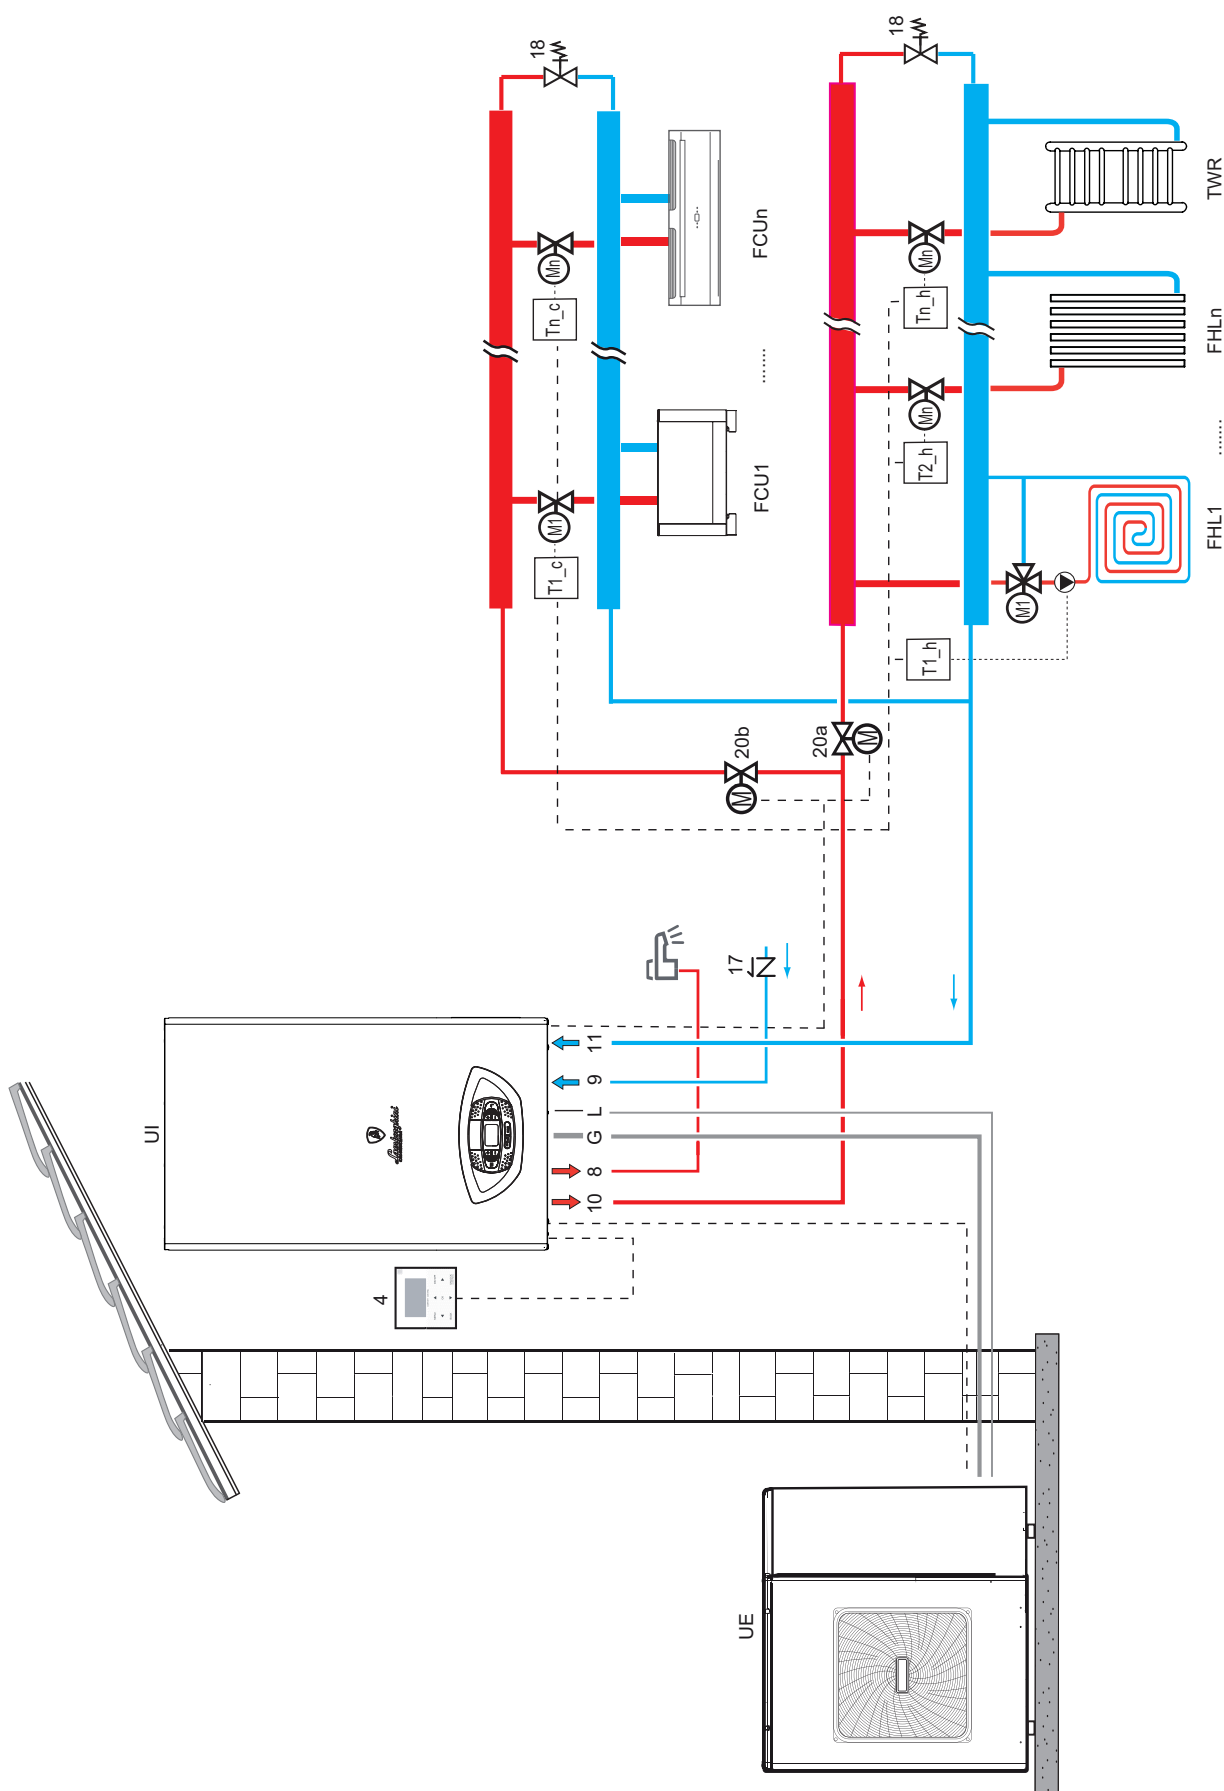 UE
4
UI
Lamborghini
10
8
G
L
9
11
17
20b
M
20a
M
T1_c
M1
Tn_c
Mn
FCU1
.......
FCUn
18
T1_h
M1
T2_h
Mn
Tn_h
Mn
18
FHL1
.......
FHLn
TWR